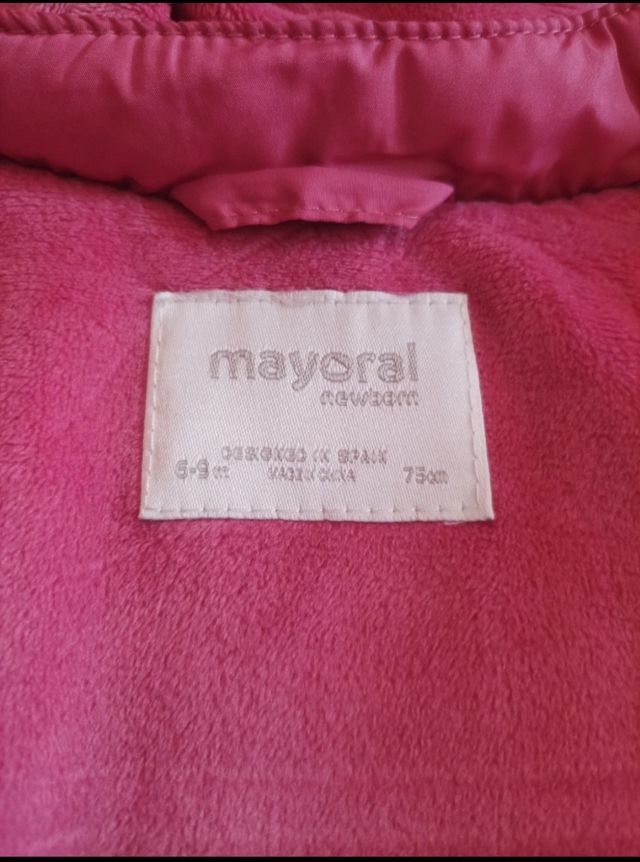 mayoral
newborn
DESIGNED IN SPAIN
6-9 m MADE IN CHINA 75cm